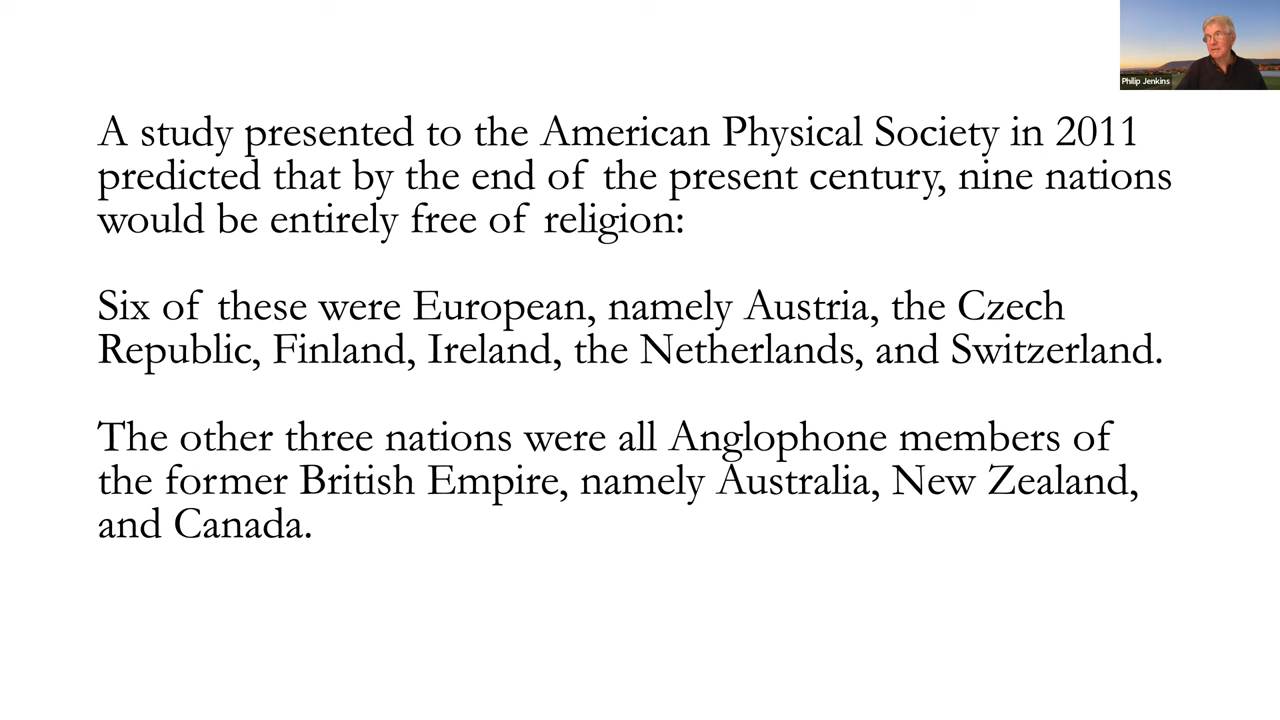 Philip Jenkins
A study presented to the American Physical Society in 2011
predicted that by the end of the present century, nine nations
would be entirely free of religion:
Six of these were European, namely Austria, the Czech
Republic, Finland, Ireland, the Netherlands, and Switzerland.
The other three nations were all Anglophone members of
the former British Empire, namely Australia, New Zealand,
and Canada.